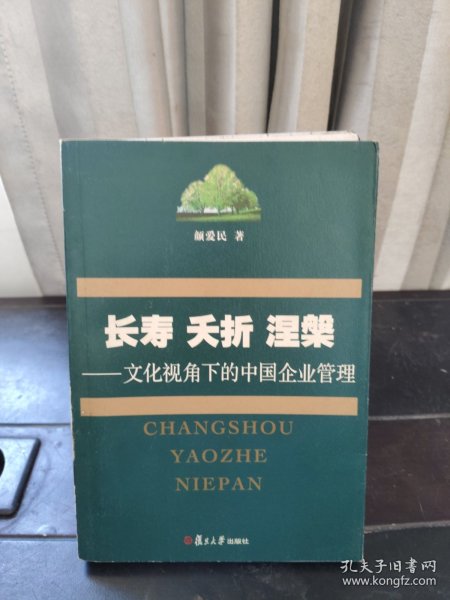 颜爱民 著
长寿 夭折 涅槃
——文化视角下的中国企业管理
CHANGSHOU
YAOZHE
NIEPAN
复旦大学出版社
孔夫子旧书网
www.kongfz.com